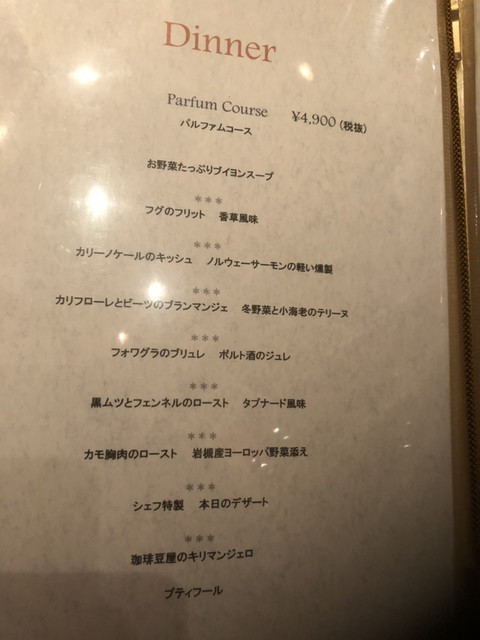 Dinner
Parfum Course ¥4,900(税抜)
パルファムコース
お野菜たっぷりブイヨンスープ
***
フグのフリット 香草風味
***
カリーノケールのキッシュ ノルウェーサーモンの軽い燻製
***
カリフローレとビーツのブランマンジェ 冬野菜と小海老のテリーヌ
***
フォワグラのブリュレ ポルト酒のジュレ
***
黒ムツとフェンネルのロースト タプナード風味
***
カモ胸肉のロースト 岩槻産ヨーロッパ野菜添え
***
シェフ特製 本日のデザート
***
珈琲豆屋のキリマンジェロ
プティフール